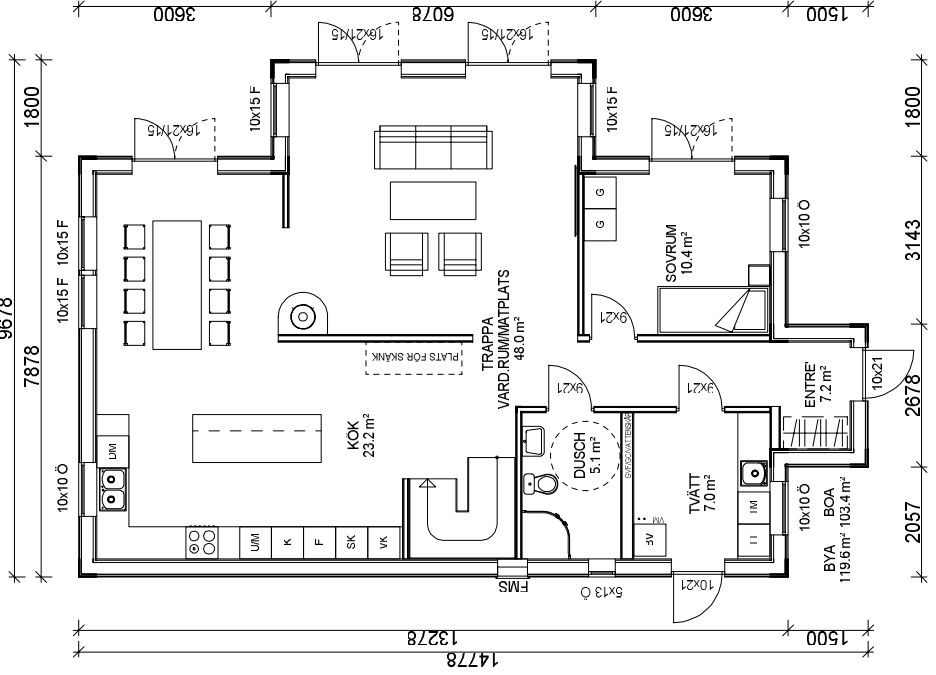 3600
6078
3600
1500
16x21/15
16x21/15
10x15 F
10x15 F
1800
1800
16x21/15
16x21/15
9678
7878
10x15 F
10x15 F
10x10 Ö
G
G
SOVRUM
10.4 m²
10x10 Ö
3143
9x21
TRAPPA
VARD.RUM/MATPLATS
48.0 m²
PLATS FÖR SKÄNK
9x21
9x21
ENTRE'
7.2 m²
10x21
2678
KÖK
23.2 m²
DM
U/M
K
F
SK
VK
DUSCH
5.1 m²
TVÄTT
7.0 m²
VM
TM
TT
10x10 Ö
BYA BOA
119.6 m² 103.4 m²
2057
FMS
5x13 Ö
10x21
13278
1500
14778